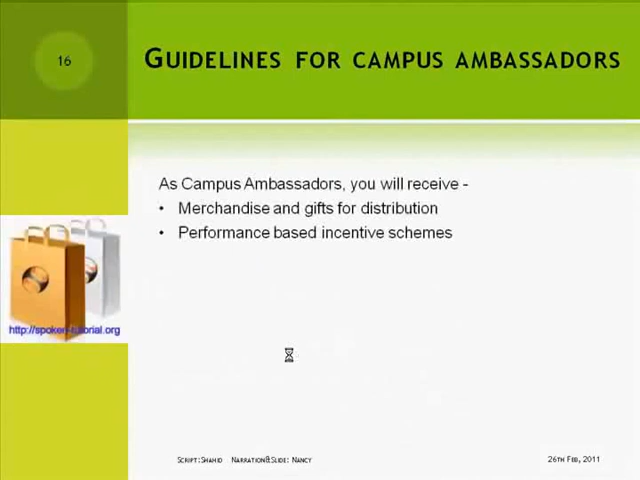 16
GUIDELINES FOR CAMPUS AMBASSADORS
As Campus Ambassadors, you will receive -
• Merchandise and gifts for distribution
• Performance based incentive schemes
http://spoken-tutorial.org
SCRIPT:SHAHID NARRATION&SLIDE: NANCY
26TH FEB, 2011